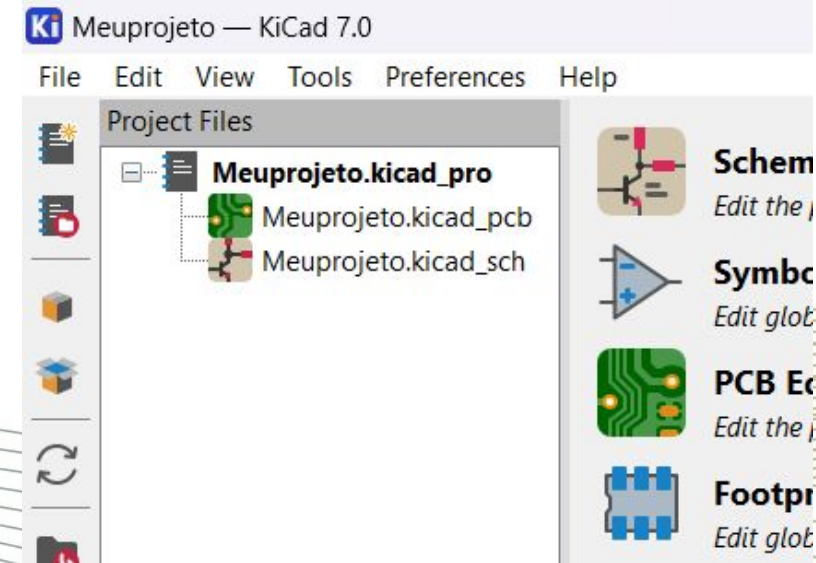 Ki Meuprojeto — KiCad 7.0
File Edit View Tools Preferences Help
Project Files
Meuprojeto.kicad_pro
Meuprojeto.kicad_pcb
Meuprojeto.kicad_sch
Schem
Edit the
Symbo
Edit glob
PCB Ed
Edit the
Footpr
Edit glob